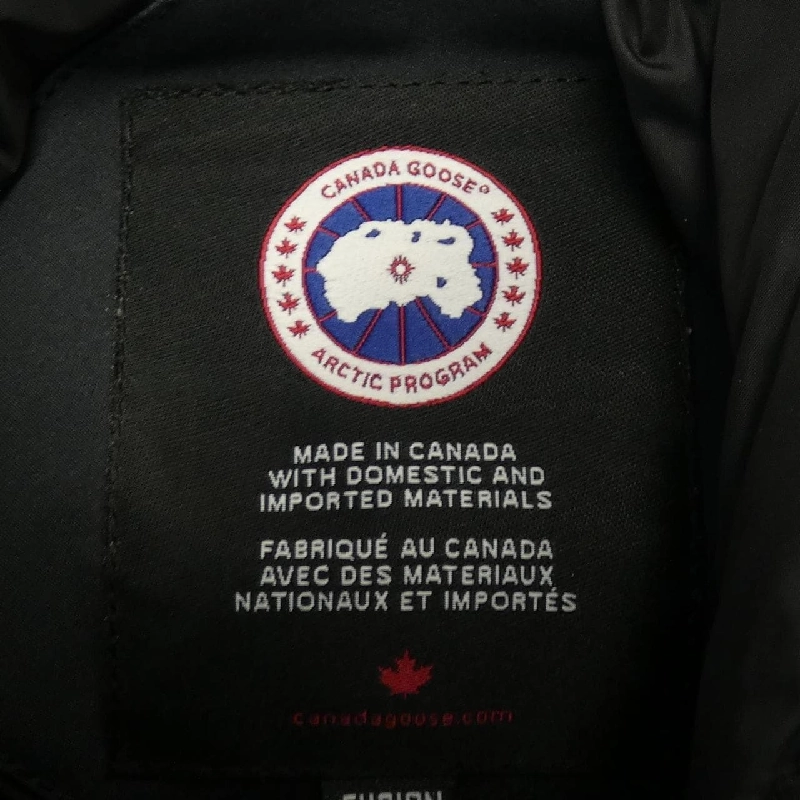 CANADA GOOSE®
ARCTIC PROGRAM
MADE IN CANADA
WITH DOMESTIC AND
IMPORTED MATERIALS
FABRIQUÉ AU CANADA
AVEC DES MATERIAUX
NATIONAUX ET IMPORTÉS
canadagoose.com
FUSION